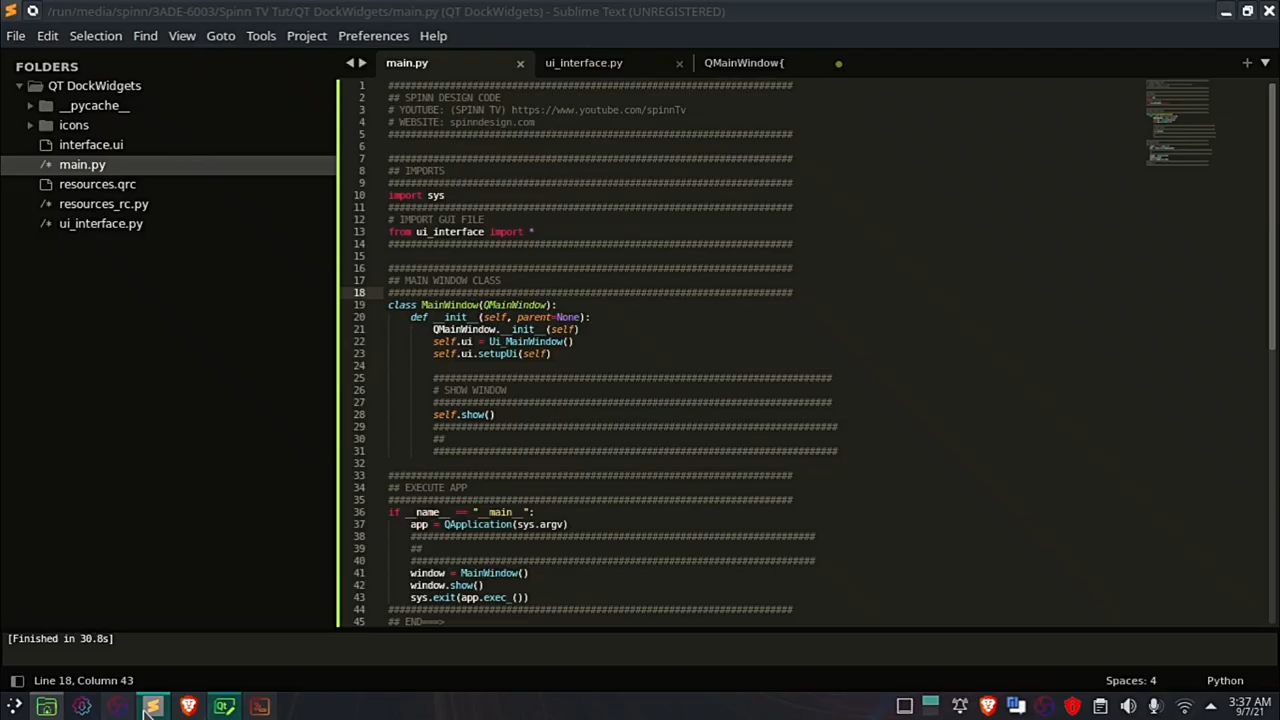 /run/media/spinn/3ADE-6003/Spinn TV Tut/QT DockWidgets/main.py (QT DockWidgets) - Sublime Text (UNREGISTERED)
File Edit Selection Find View Goto Tools Project Preferences Help
FOLDERS
QT DockWidgets
__pycache__
icons
interface.ui
/* main.py
resources.qrc
/* resources_rc.py
/* ui_interface.py
main.py ui_interface.py QMainWindow{
1 ########################################################################
2 ## SPINN DESIGN CODE
3 # YOUTUBE: (SPINN TV) https://www.youtube.com/spinnTv
4 # WEBSITE: spinndesign.com
5 ########################################################################
6
7 ########################################################################
8 ## IMPORTS
9 ########################################################################
10 import sys
11 ########################################################################
12 # IMPORT GUI FILE
13 from ui_interface import *
14 ########################################################################
15
16 ########################################################################
17 ## MAIN WINDOW CLASS
18 ########################################################################
19 class MainWindow(QMainWindow):
20 def __init__(self, parent=None):
21 QMainWindow.__init__(self)
22 self.ui = Ui_MainWindow()
23 self.ui.setupUi(self)
24
25 #######################################################################
26 # SHOW WINDOW
27 #######################################################################
28 self.show()
29 ########################################################################
30 ##
31 ########################################################################
32
33 ########################################################################
34 ## EXECUTE APP
35 ########################################################################
36 if __name__ == "__main__":
37 app = QApplication(sys.argv)
38 ########################################################################
39 ##
40 ########################################################################
41 window = MainWindow()
42 window.show()
43 sys.exit(app.exec_())
44 ########################################################################
45 ## END===>
[Finished in 30.8s]
Line 18, Column 43 Spaces: 4 Python
3:37 AM
9/7/21